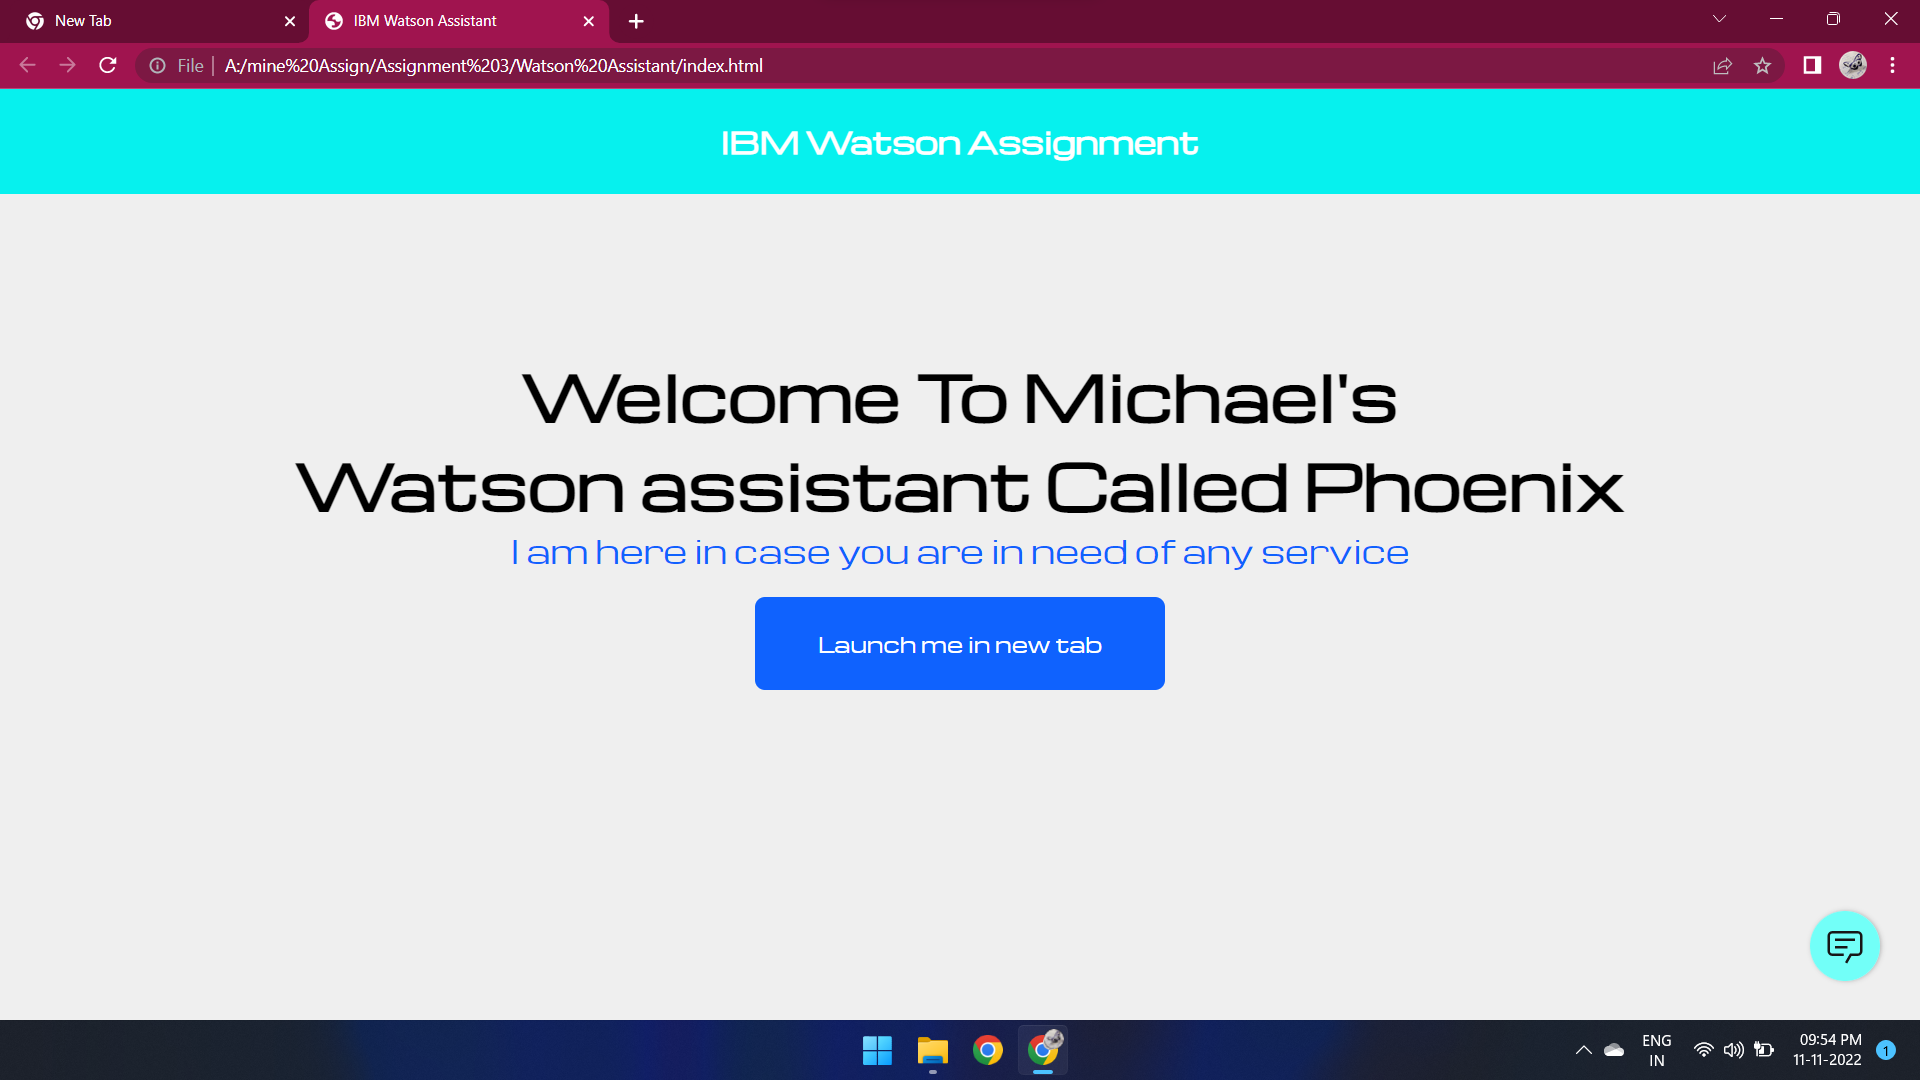 New Tab
IBM Watson Assistant
File
A:/mine%20Assign/Assignment%203/Watson%20Assistant/index.html
IBM Watson Assignment
Welcome To Michael's
Watson assistant Called Phoenix
I am here in case you are in need of any service
Launch me in new tab
ENG
IN
09:54 PM
11-11-2022
1